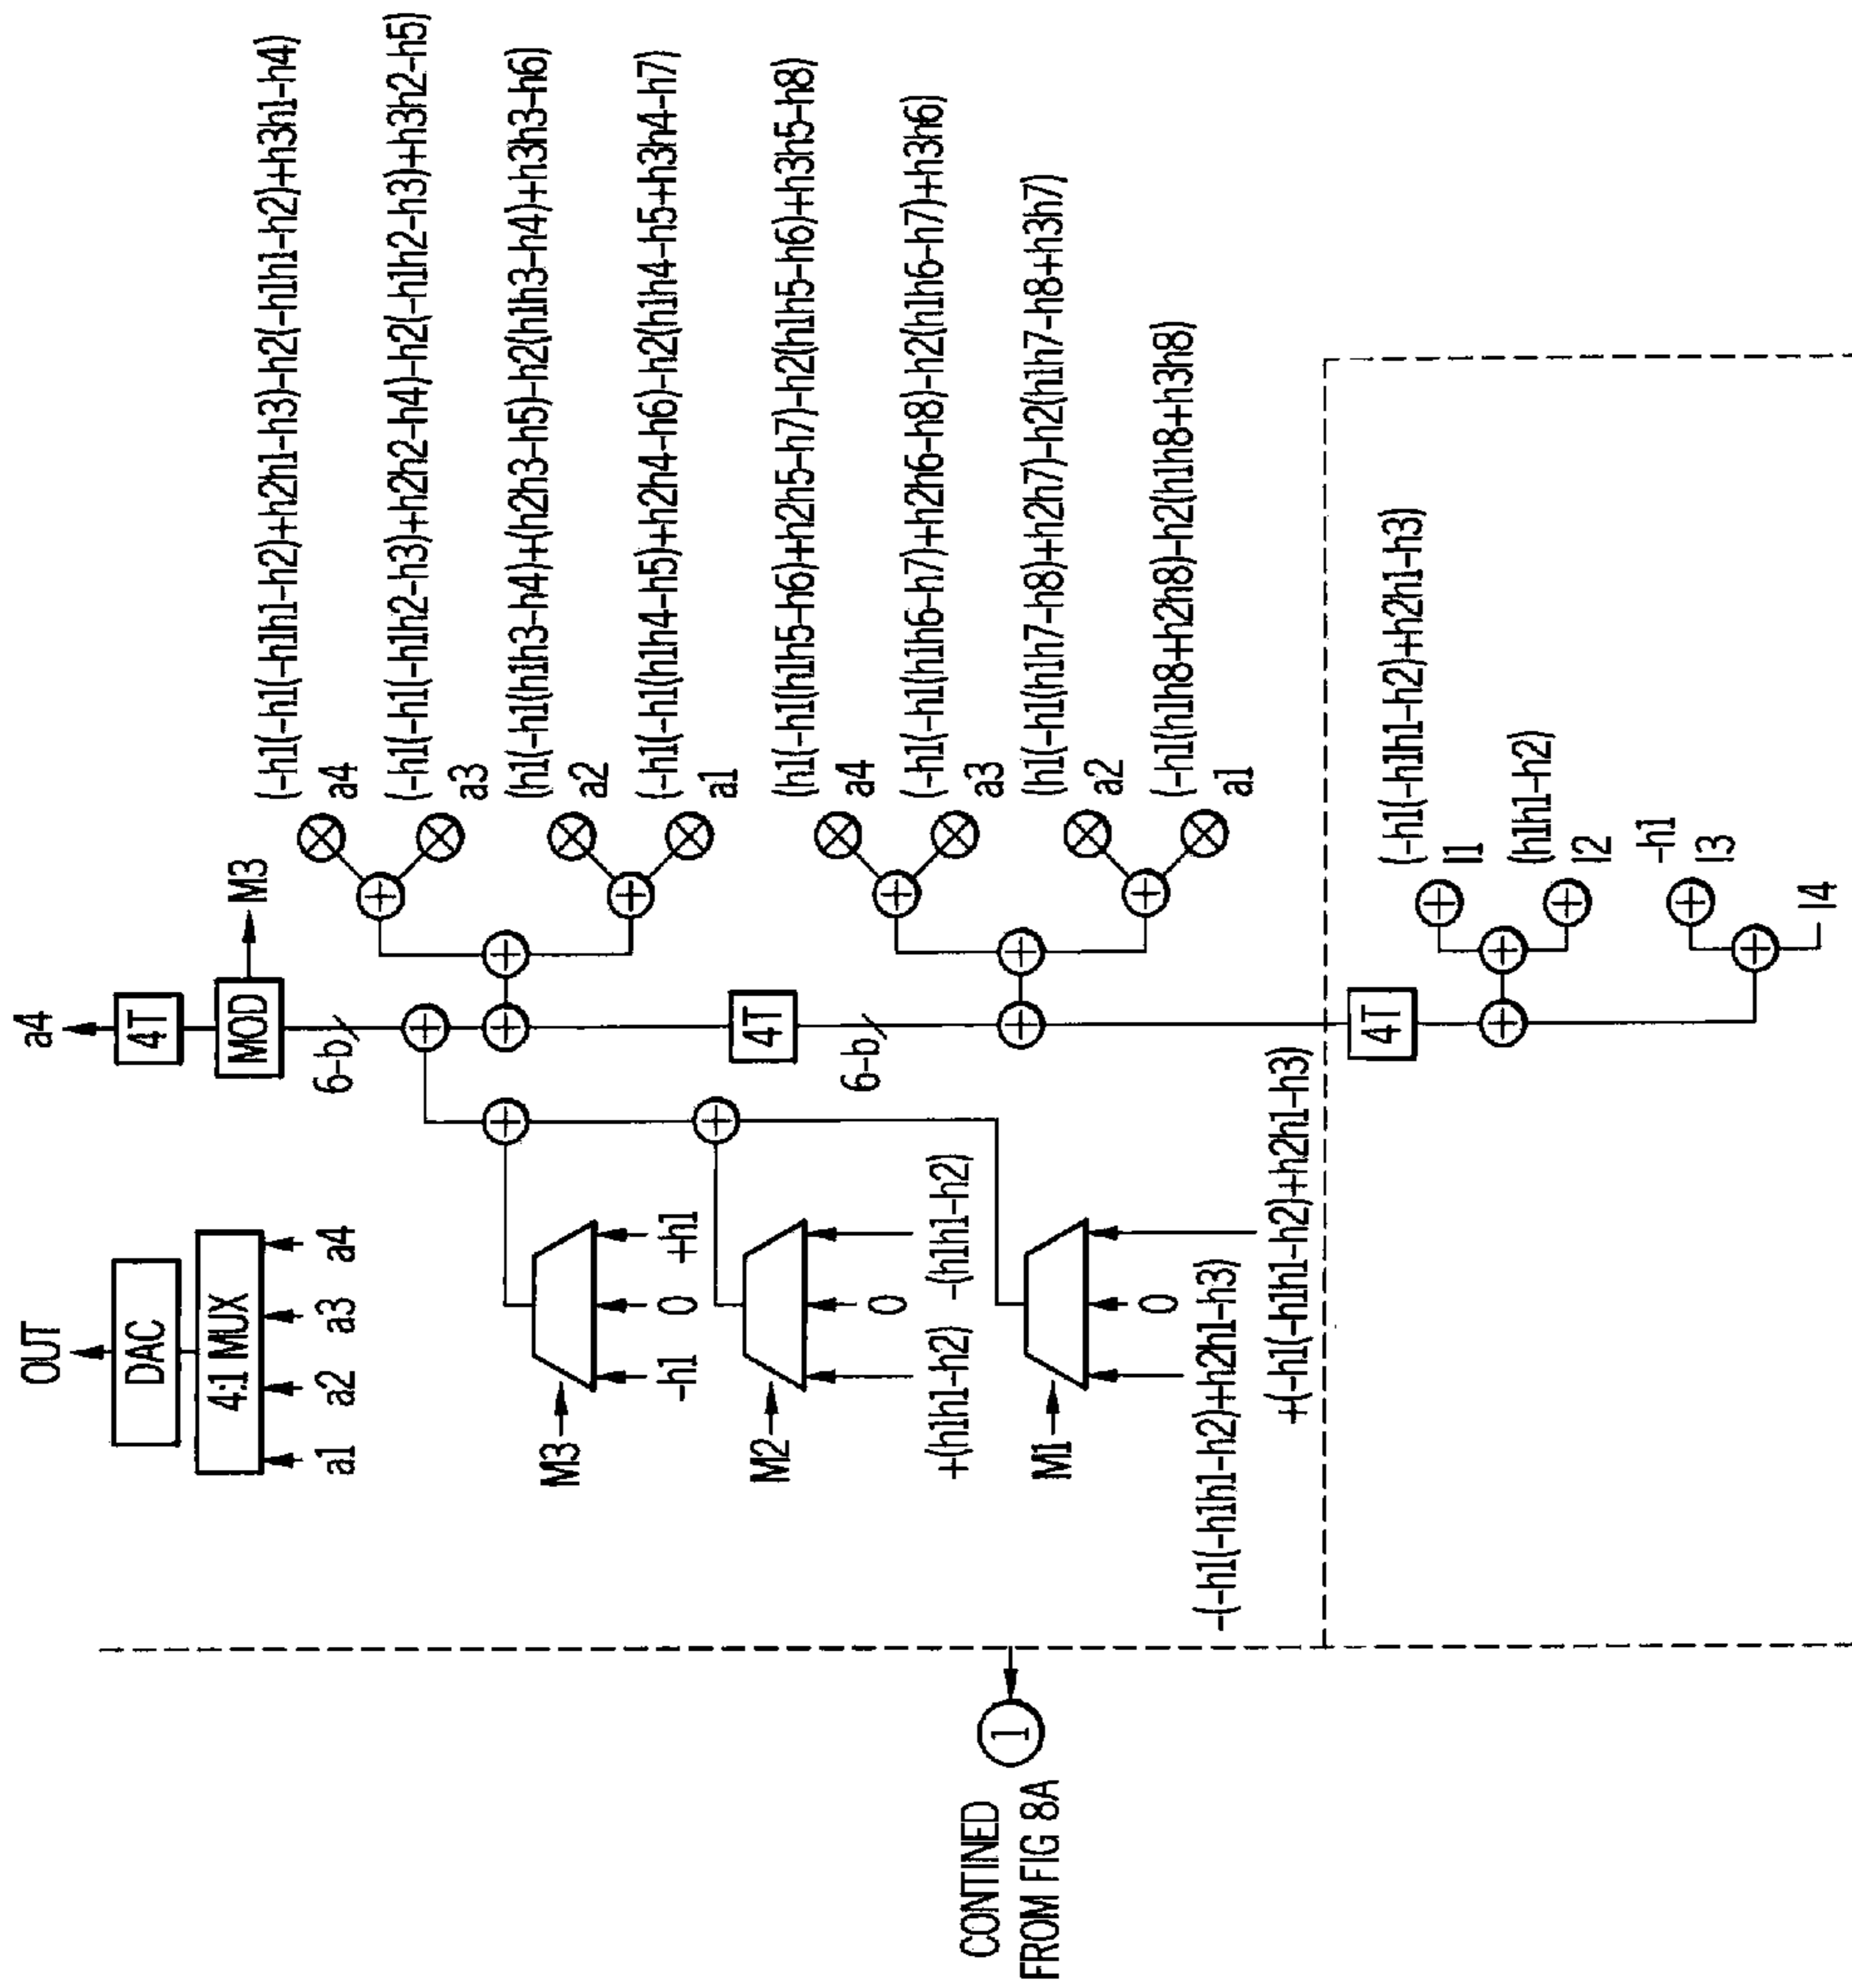 OUT
DAC
4:1 MUX
a1 a2 a3 a4
a4
4T
MOD
M3
6-b
M3
-h1 0 +h1
M2
+(h1h1-h2) 0 -(h1h1-h2)
M1
0
-(-h1(-h1h1-h2)+h2h1-h3)
+(-h1(-h1h1-h2)+h2h1-h3)
4T
6-b
4T
(-h1(-h1(-h1h1-h2)+h2h1-h3)-h2(-h1h1-h2)+h3h1-h4)
a4
(-h1(-h1(-h1h2-h3)+h2h2-h4)-h2(-h1h2-h3)+h3h2-h5)
a3
(h1(-h1(h1h3-h4)+(h2h3-h5)-h2(h1h3-h4)+h3h3-h6)
a2
(-h1(-h1(h1h4-h5)+h2h4-h6)-h2(h1h4-h5+h3h4-h7)
a1
(h1(-h1(h1h5-h6)+h2h5-h7)-h2(h1h5-h6)+h3h5-h8)
a4
(-h1(-h1(h1h6-h7)+h2h6-h8)-h2(h1h6-h7)+h3h6)
a3
(h1(-h1(h1h7-h8)+h2h7)-h2(h1h7-h8+h3h7)
a2
(-h1(h1h8+h2h8)-h2(h1h8+h3h8)
a1
(-h1(-h1h1-h2)+h2h1-h3)
I1
(h1h1-h2)
I2
-h1
I3
I4
1
CONTINED
FROM FIG 8A